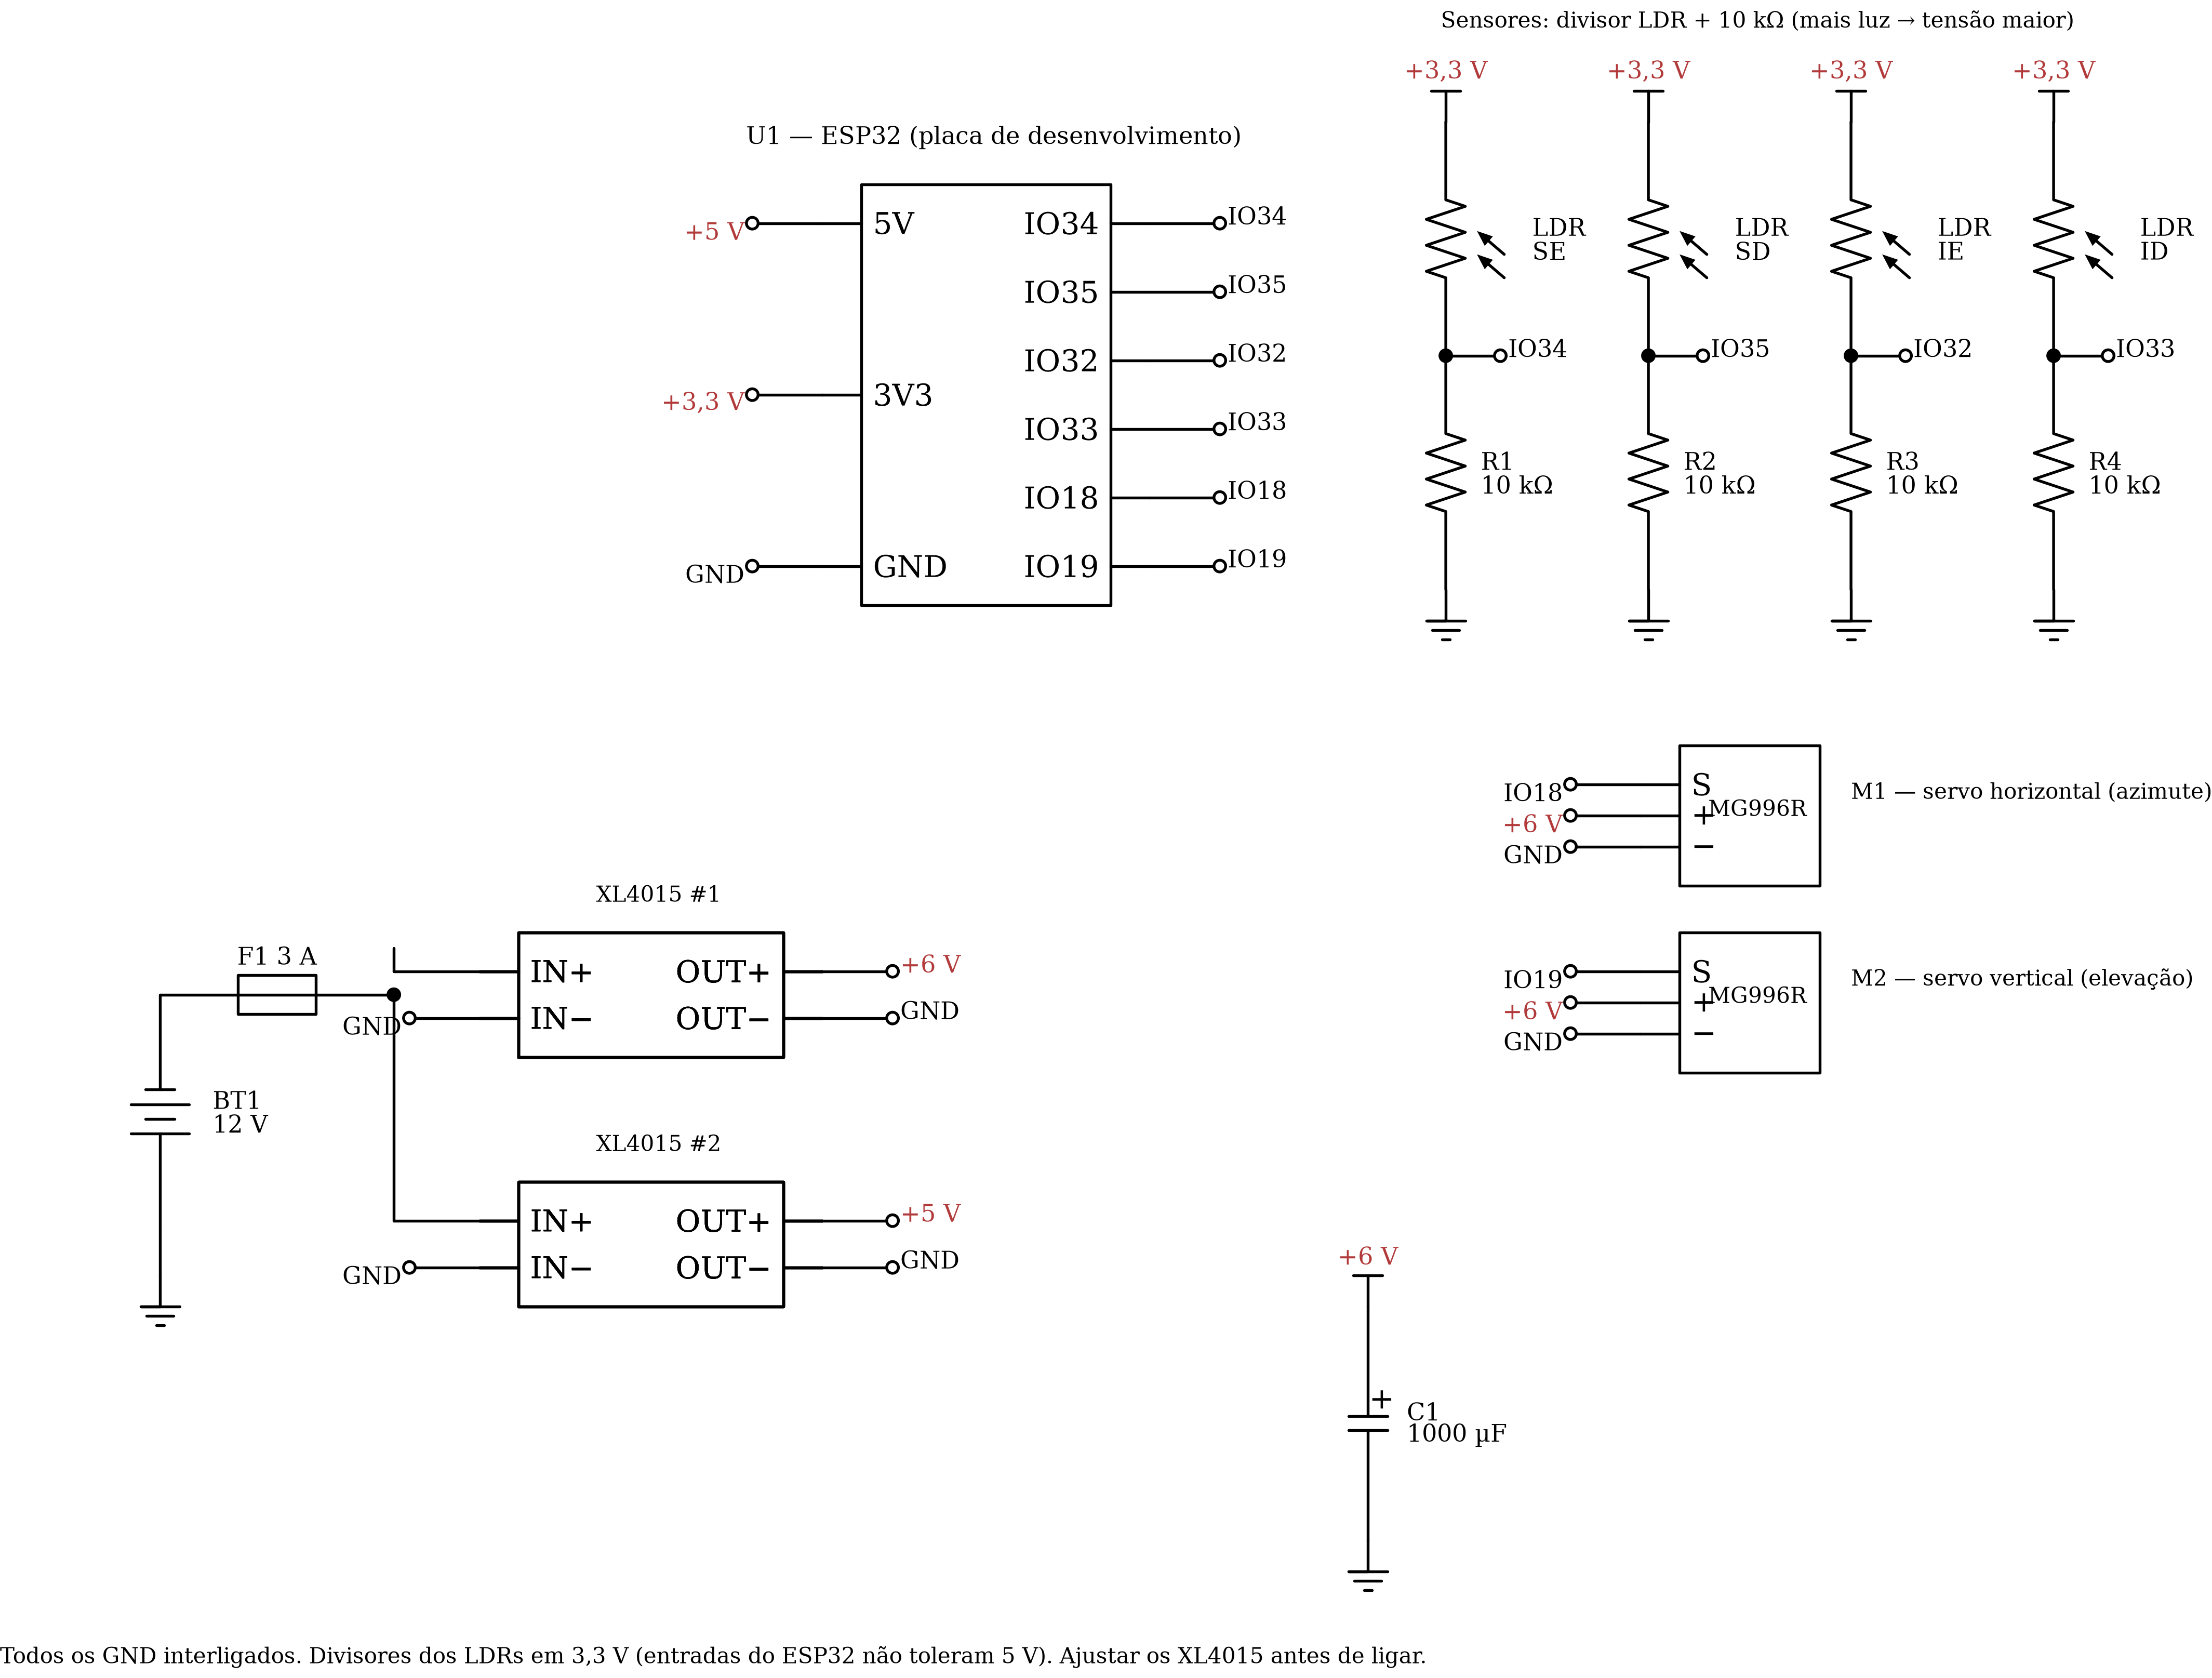 Sensores: divisor LDR + 10 kΩ (mais luz → tensão maior)
+3,3 V
+3,3 V
+3,3 V
+3,3 V
U1 — ESP32 (placa de desenvolvimento)
+5 V
5V
IO34
IO34
IO35
IO35
IO32
IO32
+3,3 V
3V3
IO33
IO33
IO18
IO18
GND
GND
IO19
IO19
LDR
SE
LDR
SD
LDR
IE
LDR
ID
IO34
IO35
IO32
IO33
R1
10 kΩ
R2
10 kΩ
R3
10 kΩ
R4
10 kΩ
IO18
+6 V
GND
S
+
−
MG996R
M1 — servo horizontal (azimute)
IO19
+6 V
GND
S
+
−
MG996R
M2 — servo vertical (elevação)
F1 3 A
BT1
12 V
XL4015 #1
IN+
OUT+
+6 V
GND
IN−
OUT−
GND
XL4015 #2
IN+
OUT+
+5 V
GND
IN−
OUT−
GND
+6 V
+
C1
1000 µF
Todos os GND interligados. Divisores dos LDRs em 3,3 V (entradas do ESP32 não toleram 5 V). Ajustar os XL4015 antes de ligar.